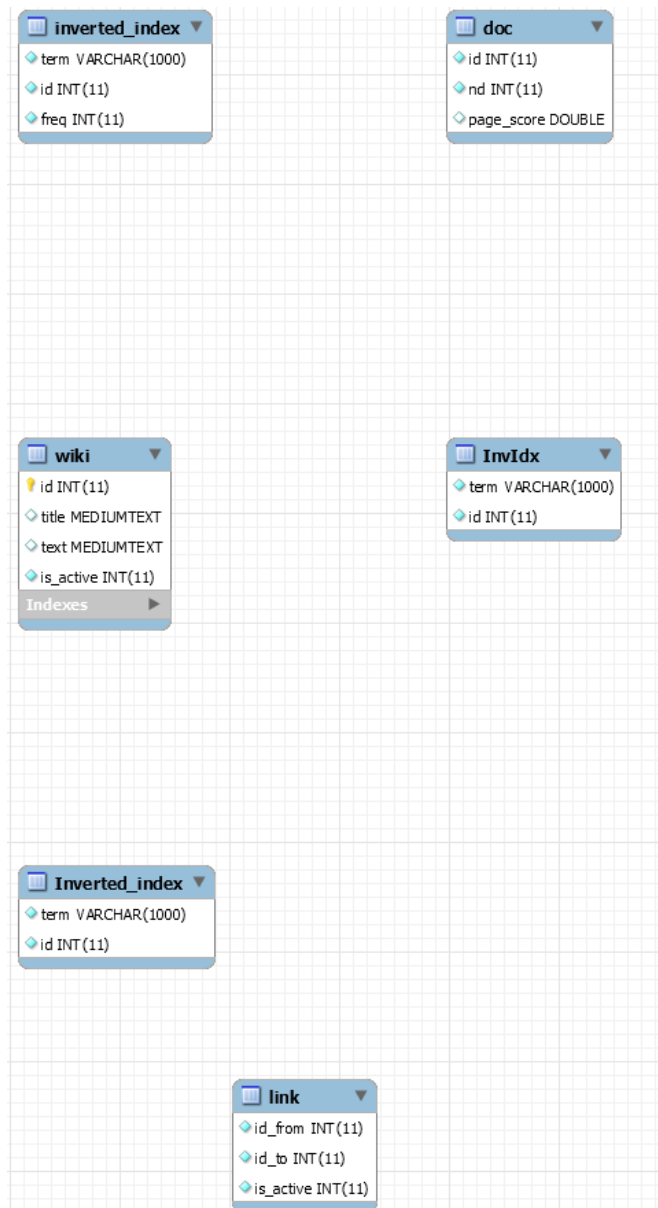 inverted_index
term VARCHAR(1000)
id INT(11)
freq INT(11)
doc
id INT(11)
nd INT(11)
page_score DOUBLE
wiki
id INT(11)
title MEDIUMTEXT
text MEDIUMTEXT
is_active INT(11)
Indexes
InvIdx
term VARCHAR(1000)
id INT(11)
Inverted_index
term VARCHAR(1000)
id INT(11)
link
id_from INT(11)
id_to INT(11)
is_active INT(11)